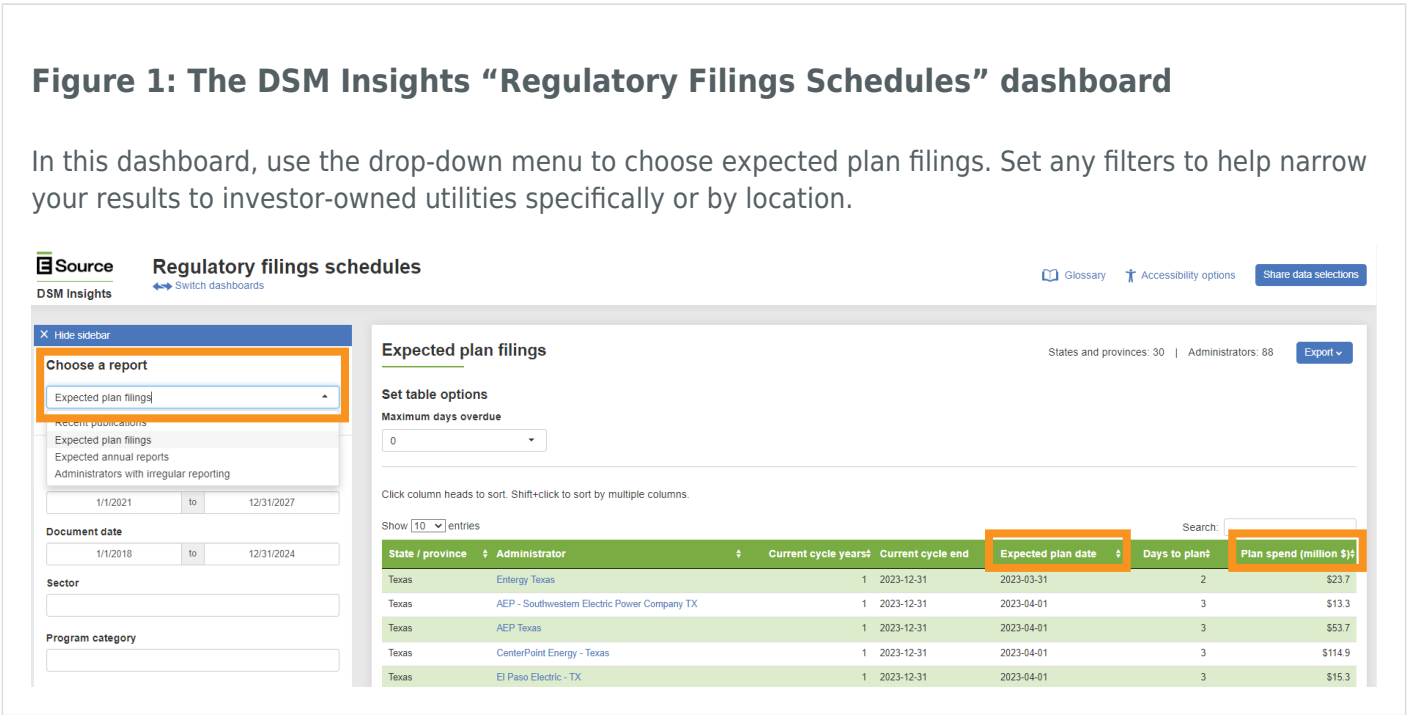 Figure 1: The DSM Insights “Regulatory Filings Schedules” dashboard
In this dashboard, use the drop-down menu to choose expected plan filings. Set any filters to help narrow
your results to investor-owned utilities specifically or by location.
E Source
DSM Insights
Regulatory filings schedules
Switch dashboards
Glossary
Accessibility options
Share data selections
X Hide sidebar
Choose a report
Expected plan filings
Recent publications
Expected plan filings
Expected annual reports
Administrators with irregular reporting
1/1/2021 to 12/31/2027
Document date
1/1/2018 to 12/31/2024
Sector
Program category
Expected plan filings
States and provinces: 30 | Administrators: 88
Export
Set table options
Maximum days overdue
0
Click column heads to sort. Shift+click to sort by multiple columns.
Show 10 entries
Search:
State / province Administrator Current cycle years Current cycle end Expected plan date Days to plan Plan spend (million $)
Texas Entergy Texas 1 2023-12-31 2023-03-31 2 $23.7
Texas AEP - Southwestern Electric Power Company TX 1 2023-12-31 2023-04-01 3 $13.3
Texas AEP Texas 1 2023-12-31 2023-04-01 3 $53.7
Texas CenterPoint Energy - Texas 1 2023-12-31 2023-04-01 3 $114.9
Texas El Paso Electric - TX 1 2023-12-31 2023-04-01 3 $15.3